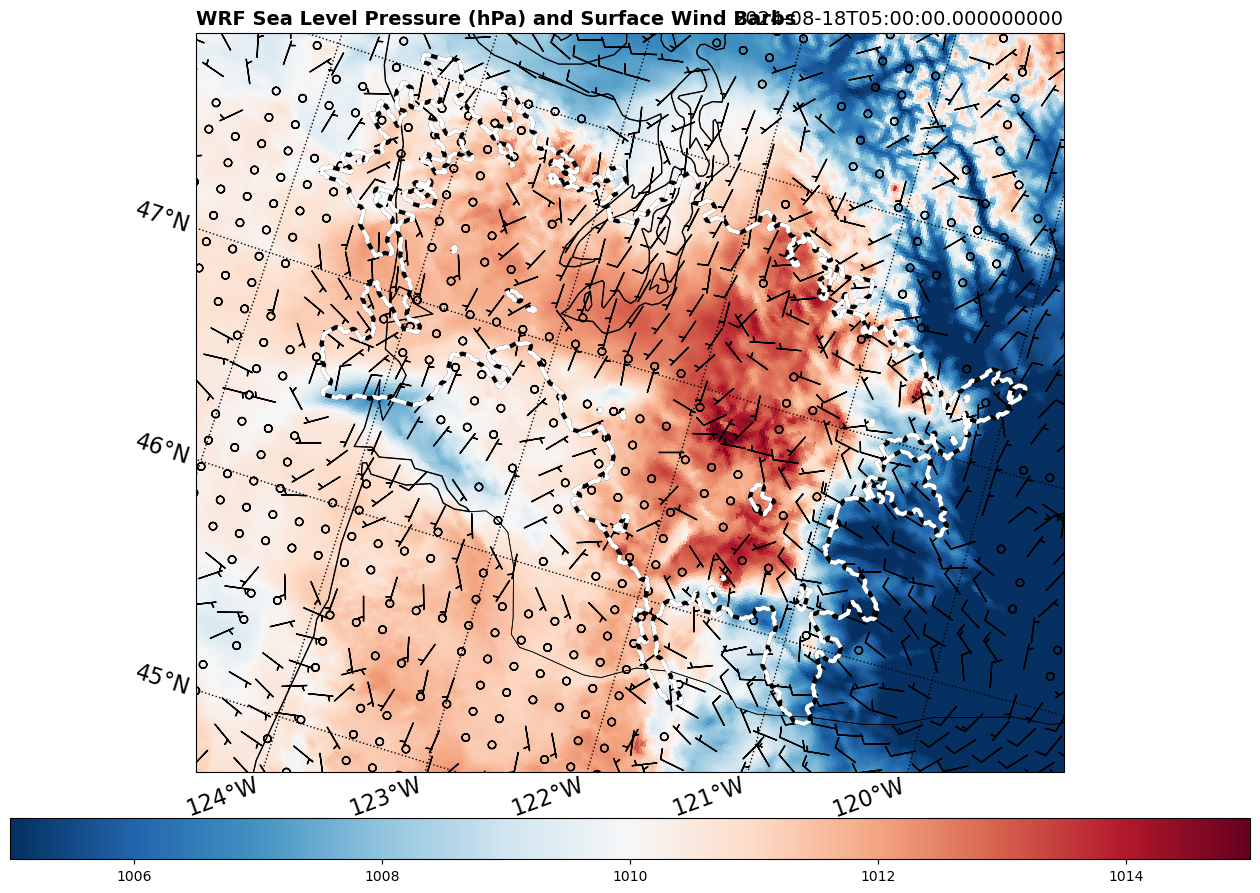 WRF Sea Level Pressure (hPa) and Surface Wind Barbs
2024-08-18T05:00:00.000000000
47°N
46°N
45°N
124°W 123°W 122°W 121°W 120°W
1006 1008 1010 1012 1014